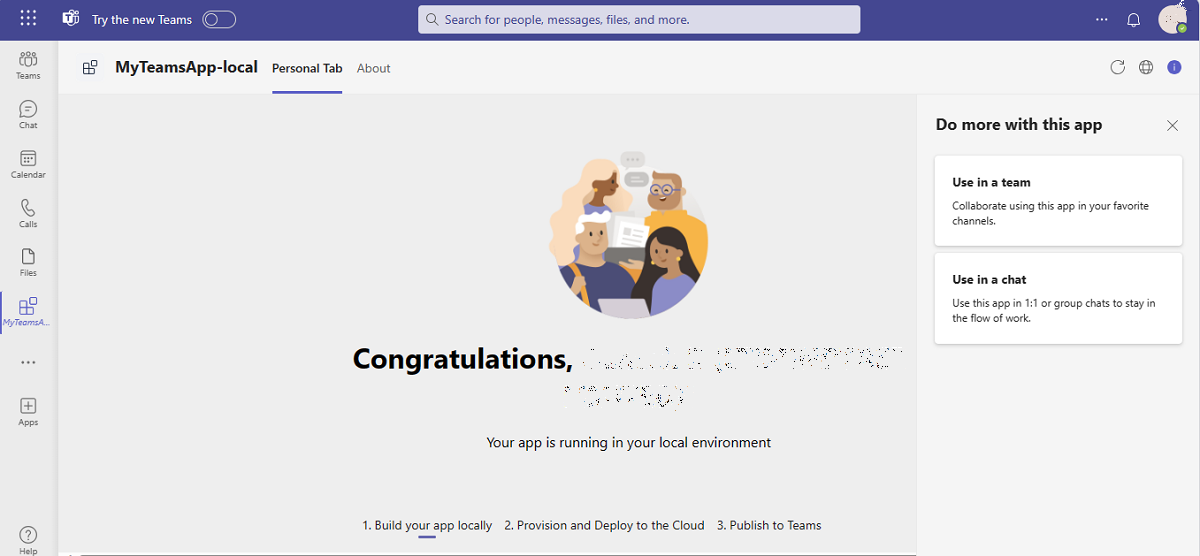 Try the new Teams
Search for people, messages, files, and more.
Teams
Chat
Calendar
Calls
Files
MyTeamsA...
Apps
Help
MyTeamsApp-local Personal Tab About
Congratulations,
Your app is running in your local environment
1. Build your app locally 2. Provision and Deploy to the Cloud 3. Publish to Teams
Do more with this app
Use in a team
Collaborate using this app in your favorite
channels.
Use in a chat
Use this app in 1:1 or group chats to stay in
the flow of work.